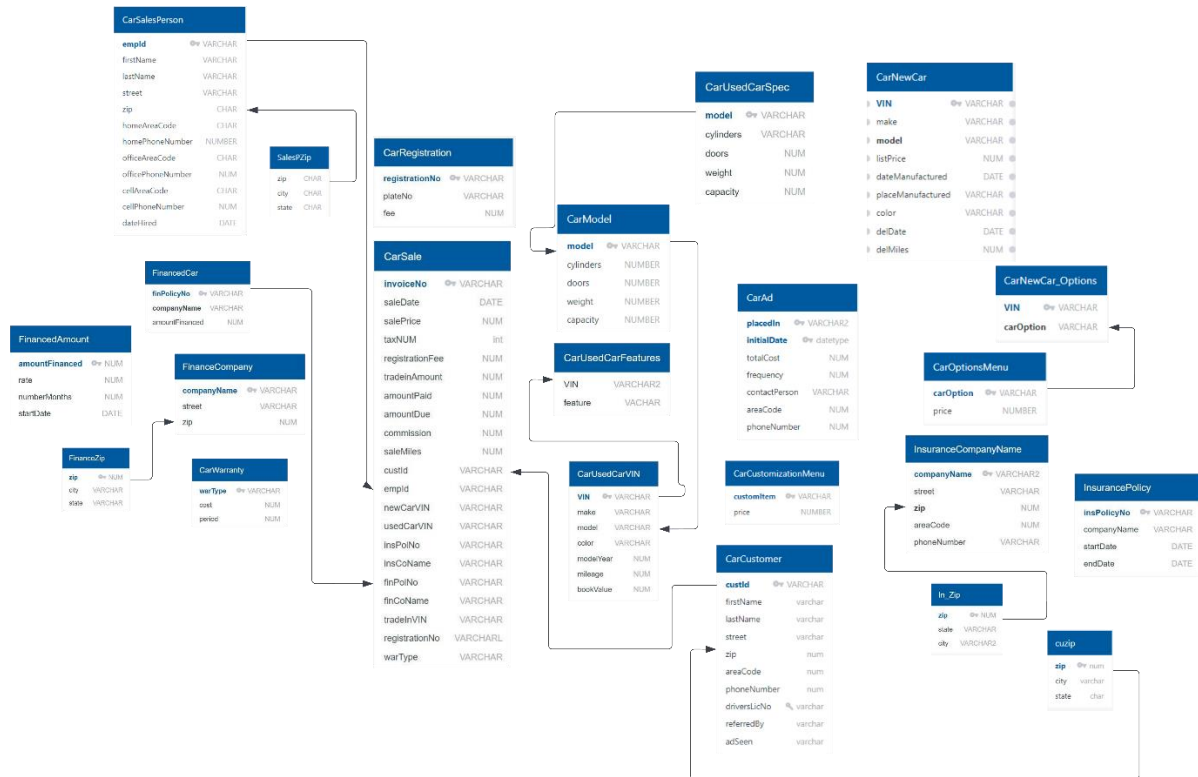 CarSalesPerson
empId VARCHAR
firstName VARCHAR
lastName VARCHAR
street VARCHAR
zip CHAR
homeAreaCode CHAR
homePhoneNumber NUMBER
officeAreaCode CHAR
officePhoneNumber NUM
cellAreaCode CHAR
cellPhoneNumber NUM
dateHired DATE
SalesPZip
zip CHAR
city CHAR
state CHAR
CarRegistration
registrationNo VARCHAR
plateNo VARCHAR
fee NUM
CarUsedCarSpec
model VARCHAR
cylinders VARCHAR
doors NUM
weight NUM
capacity NUM
CarNewCar
VIN VARCHAR
make VARCHAR
model VARCHAR
listPrice NUM
dateManufactured DATE
placeManufactured VARCHAR
color VARCHAR
delDate DATE
delMiles NUM
CarModel
model VARCHAR
cylinders NUMBER
doors NUMBER
weight NUMBER
capacity NUMBER
CarSale
invoiceNo VARCHAR
saleDate DATE
salePrice NUM
taxNUM int
registrationFee NUM
tradeinAmount NUM
amountPaid NUM
amountDue NUM
commission NUM
saleMiles NUM
custId VARCHAR
empId VARCHAR
newCarVIN VARCHAR
usedCarVIN VARCHAR
insPolNo VARCHAR
insCoName VARCHAR
finPolNo VARCHAR
finCoName VARCHAR
tradeInVIN VARCHAR
registrationNo VARCHARL
warType VARCHAR
FinancedCar
finPolicyNo VARCHAR
companyName VARCHAR
amountFinanced NUM
FinancedAmount
amountFinanced NUM
rate NUM
numberMonths NUM
startDate DATE
FinanceCompany
companyName VARCHAR
street VARCHAR
zip NUM
FinanceZip
zip NUM
city VARCHAR
state VARCHAR
CarWarranty
warType VARCHAR
cost NUM
period NUM
CarUsedCarFeatures
VIN VARCHAR2
feature VACHAR
CarUsedCarVIN
VIN VARCHAR
make VARCHAR
model VARCHAR
color VARCHAR
modelYear NUM
mileage NUM
bookValue NUM
CarAd
placedIn VARCHAR2
initialDate datetype
totalCost NUM
frequency NUM
contactPerson VARCHAR
areaCode NUM
phoneNumber NUM
CarNewCar_Options
VIN VARCHAR
carOption VARCHAR
CarOptionsMenu
carOption VARCHAR
price NUMBER
CarCustomizationMenu
customItem VARCHAR
price NUMBER
InsuranceCompanyName
companyName VARCHAR2
street VARCHAR
zip NUM
areaCode NUM
phoneNumber VARCHAR
InsurancePolicy
insPolicyNo VARCHAR
companyName VARCHAR
startDate DATE
endDate DATE
CarCustomer
custId VARCHAR
firstName varchar
lastName varchar
street varchar
zip num
areaCode num
phoneNumber num
driversLicNo varchar
referredBy varchar
adSeen varchar
In_Zip
zip NUM
state VARCHAR
city VARCHAR2
cuzip
zip num
city varchar
state char